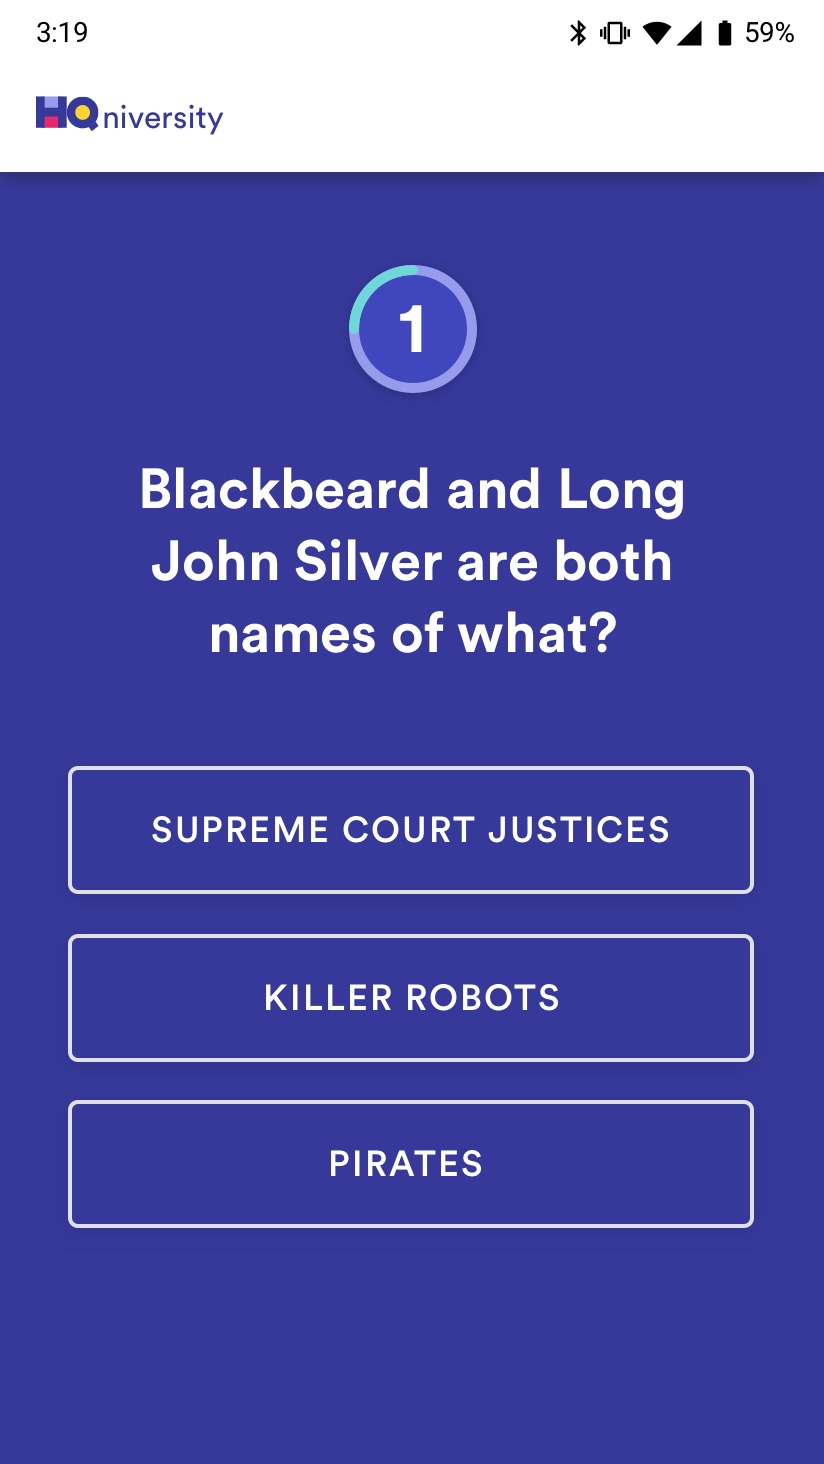 3:19 59%
HQniversity
1
Blackbeard and Long
John Silver are both
names of what?
SUPREME COURT JUSTICES
KILLER ROBOTS
PIRATES